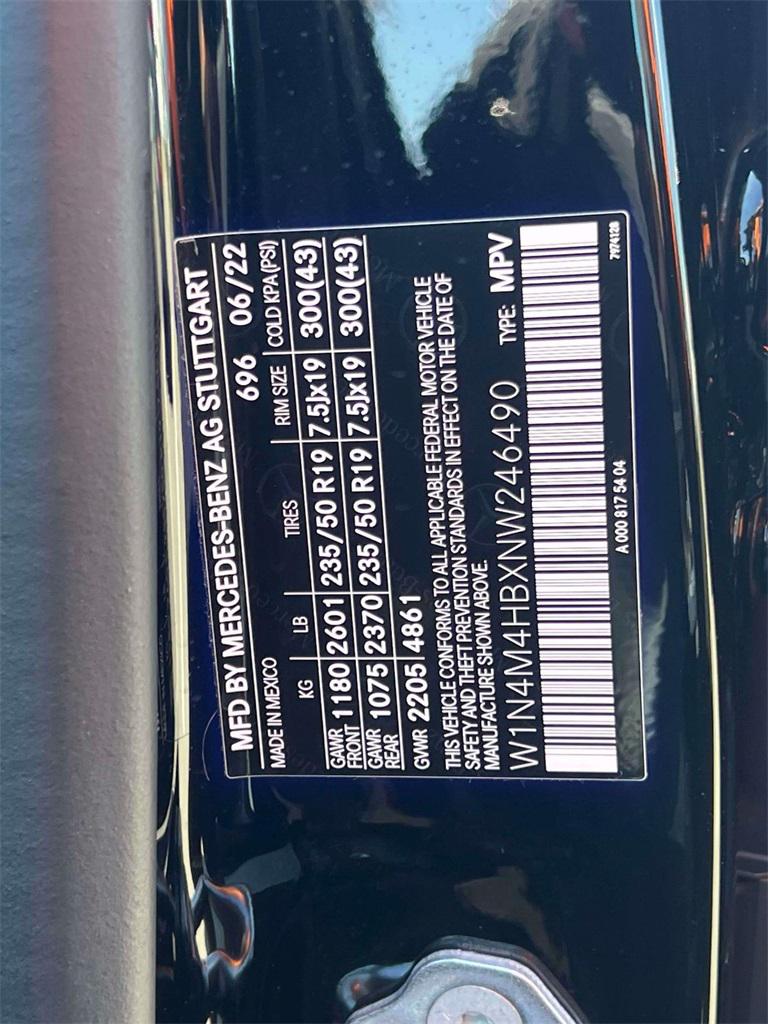 MFD BY MERCEDES-BENZ AG STUTTGART
MADE IN MEXICO 696 06/22
KG LB TIRES RIM SIZE COLD KPA (PSI)
GAWR FRONT 1180 2601 235/50 R19 7.5Jx19 300(43)
GAWR REAR 1075 2370 235/50 R19 7.5Jx19 300(43)
GVWR 2205 4861
THIS VEHICLE CONFORMS TO ALL APPLICABLE FEDERAL MOTOR VEHICLE
SAFETY AND THEFT PREVENTION STANDARDS IN EFFECT ON THE DATE OF
MANUFACTURE SHOWN ABOVE.
W1N4M4HBXNW246490 TYPE: MPV
A 000 817 54 04
7974128